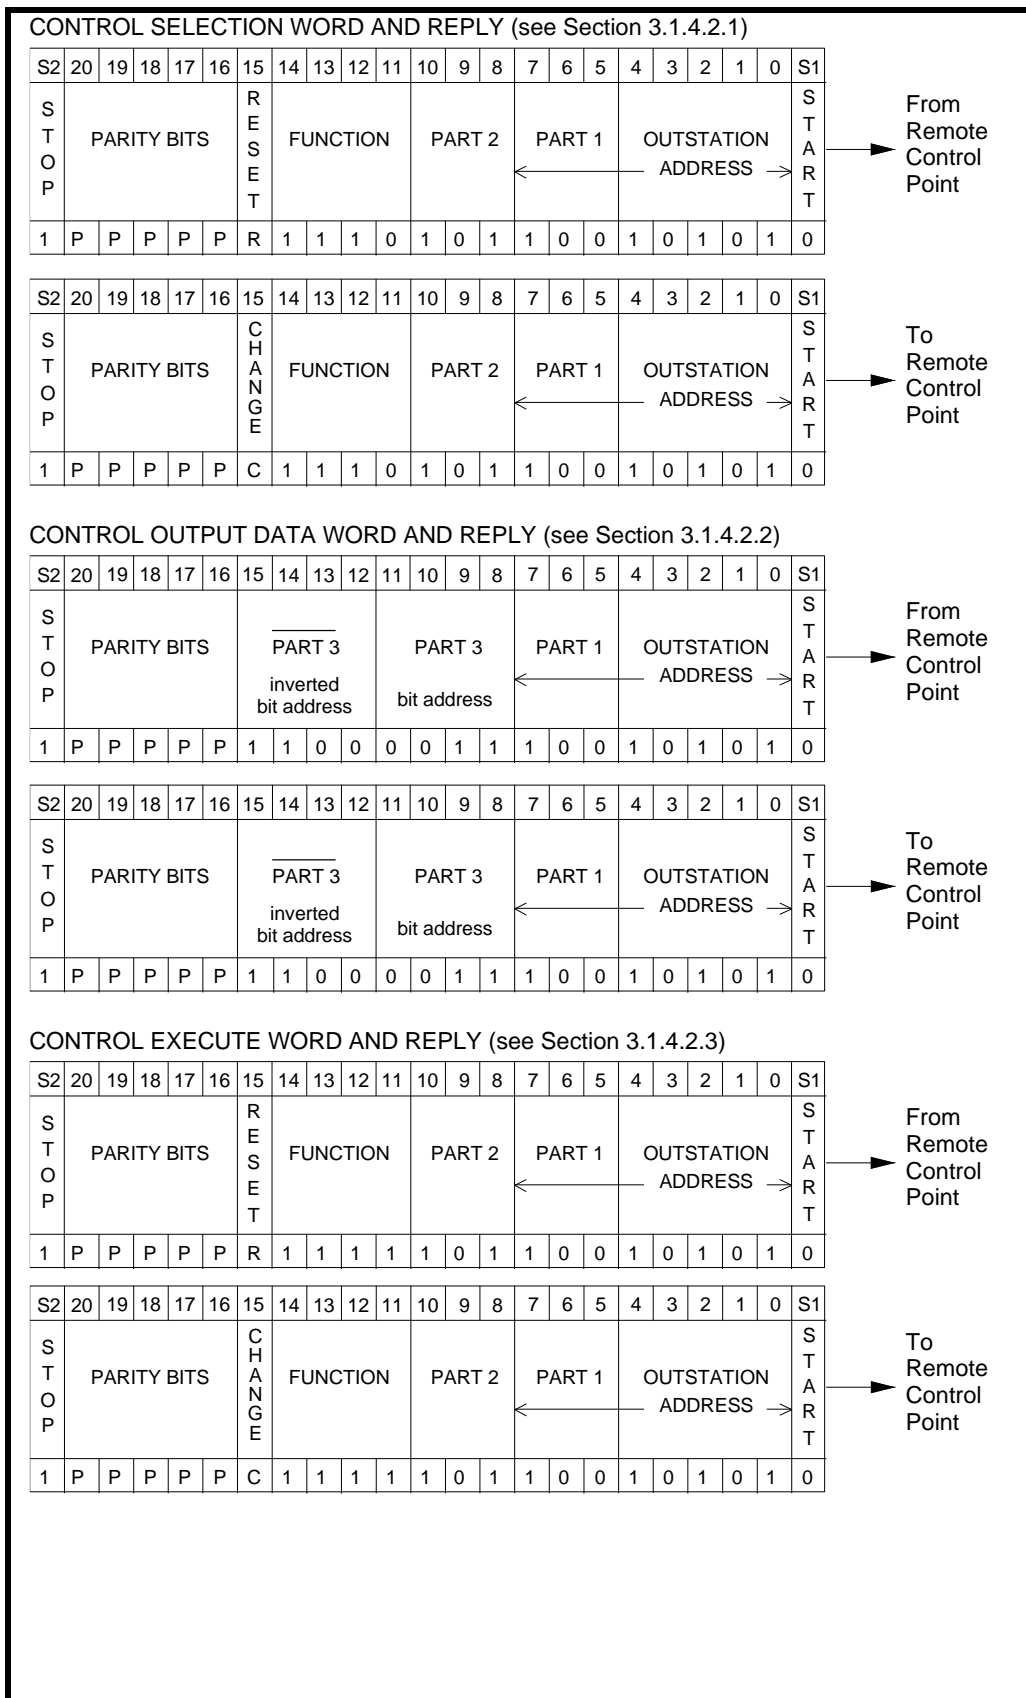 CONTROL SELECTION WORD AND REPLY (see Section 3.1.4.2.1)
S2 20 19 18 17 16 15 14 13 12 11 10 9 8 7 6 5 4 3 2 1 0 S1
STOP PARITY BITS RESET FUNCTION PART 2 PART 1 OUTSTATION ADDRESS START
From
Remote
Control
Point
1 P P P P P R 1 1 1 0 1 0 1 1 0 0 1 0 1 0 1 0
S2 20 19 18 17 16 15 14 13 12 11 10 9 8 7 6 5 4 3 2 1 0 S1
STOP PARITY BITS CHANGE FUNCTION PART 2 PART 1 OUTSTATION ADDRESS START
To
Remote
Control
Point
1 P P P P P C 1 1 1 0 1 0 1 1 0 0 1 0 1 0 1 0
CONTROL OUTPUT DATA WORD AND REPLY (see Section 3.1.4.2.2)
S2 20 19 18 17 16 15 14 13 12 11 10 9 8 7 6 5 4 3 2 1 0 S1
STOP PARITY BITS PART 3 inverted bit address PART 3 bit address PART 1 OUTSTATION ADDRESS START
From
Remote
Control
Point
1 P P P P P 1 1 0 0 0 0 1 1 1 0 0 1 0 1 0 1 0
S2 20 19 18 17 16 15 14 13 12 11 10 9 8 7 6 5 4 3 2 1 0 S1
STOP PARITY BITS PART 3 inverted bit address PART 3 bit address PART 1 OUTSTATION ADDRESS START
To
Remote
Control
Point
1 P P P P P 1 1 0 0 0 0 1 1 1 0 0 1 0 1 0 1 0
CONTROL EXECUTE WORD AND REPLY (see Section 3.1.4.2.3)
S2 20 19 18 17 16 15 14 13 12 11 10 9 8 7 6 5 4 3 2 1 0 S1
STOP PARITY BITS RESET FUNCTION PART 2 PART 1 OUTSTATION ADDRESS START
From
Remote
Control
Point
1 P P P P P R 1 1 1 1 1 0 1 1 0 0 1 0 1 0 1 0
S2 20 19 18 17 16 15 14 13 12 11 10 9 8 7 6 5 4 3 2 1 0 S1
STOP PARITY BITS CHANGE FUNCTION PART 2 PART 1 OUTSTATION ADDRESS START
To
Remote
Control
Point
1 P P P P P C 1 1 1 1 1 0 1 1 0 0 1 0 1 0 1 0